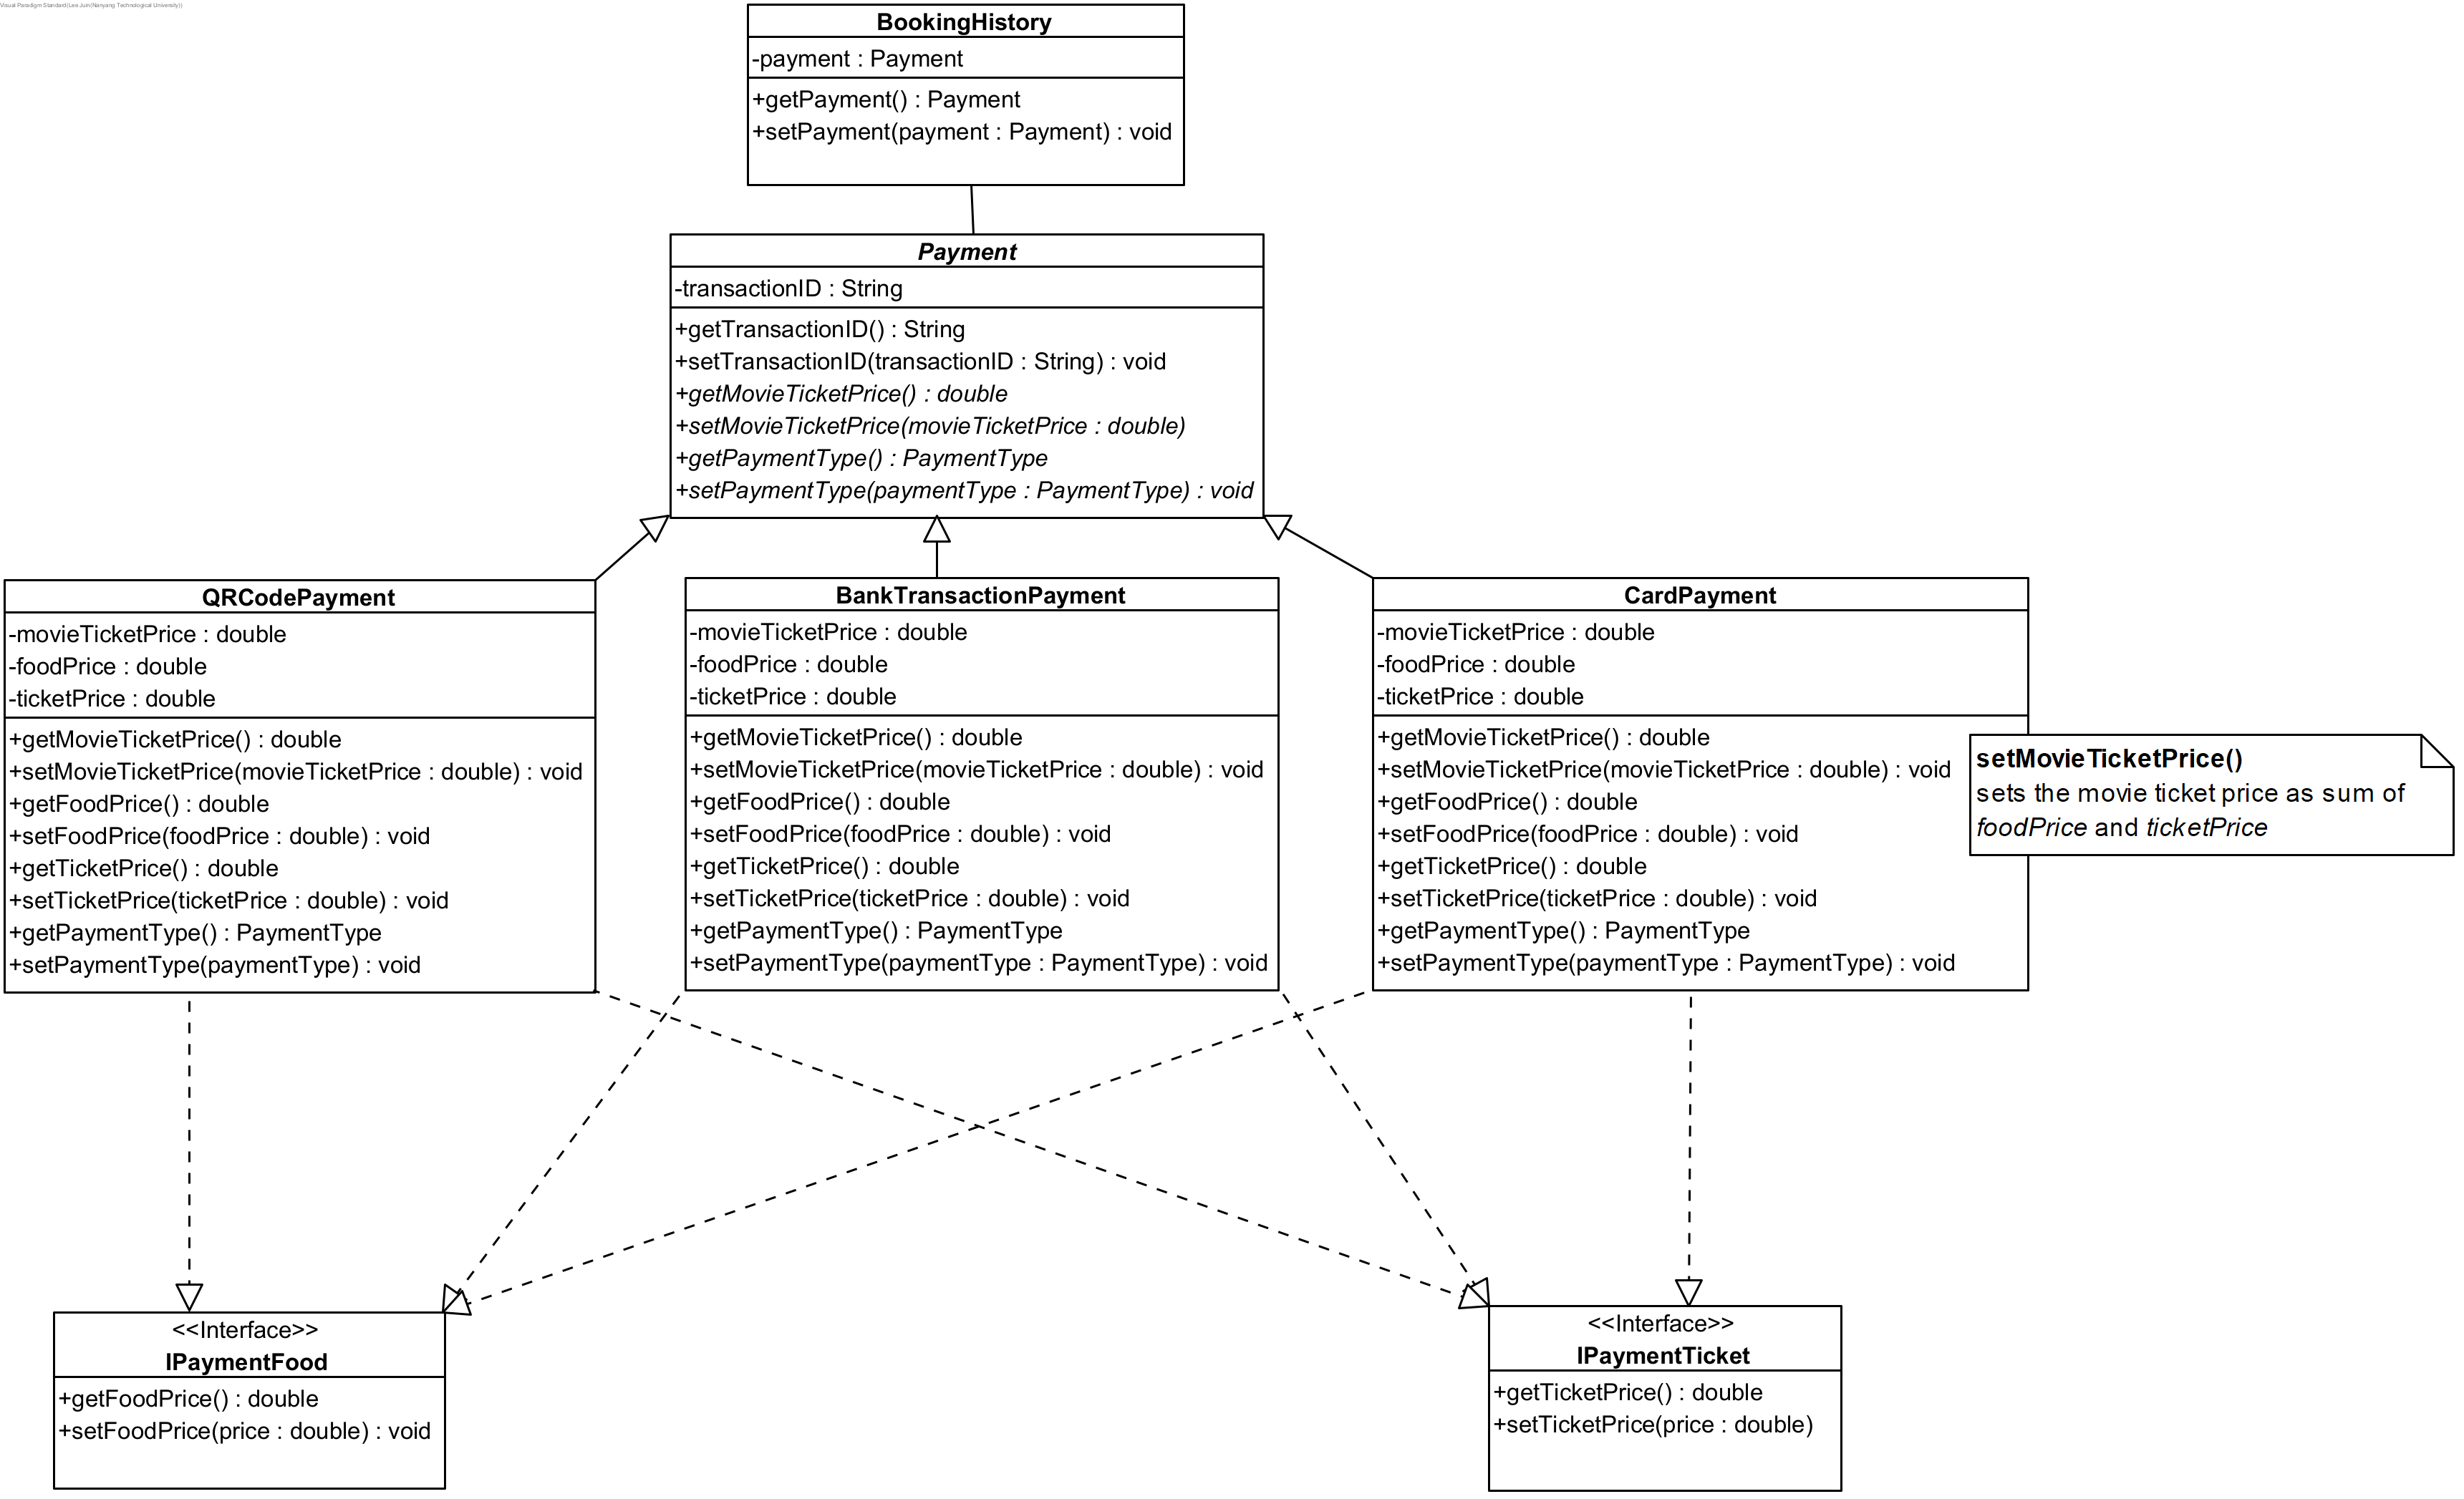 Visual Paradigm Standard(Lee Juin(Nanyang Technological University))
BookingHistory
-payment : Payment
+getPayment() : Payment
+setPayment(payment : Payment) : void
Payment
-transactionID : String
+getTransactionID() : String
+setTransactionID(transactionID : String) : void
+getMovieTicketPrice() : double
+setMovieTicketPrice(movieTicketPrice : double)
+getPaymentType() : PaymentType
+setPaymentType(paymentType : PaymentType) : void
QRCodePayment
-movieTicketPrice : double
-foodPrice : double
-ticketPrice : double
+getMovieTicketPrice() : double
+setMovieTicketPrice(movieTicketPrice : double) : void
+getFoodPrice() : double
+setFoodPrice(foodPrice : double) : void
+getTicketPrice() : double
+setTicketPrice(ticketPrice : double) : void
+getPaymentType() : PaymentType
+setPaymentType(paymentType) : void
BankTransactionPayment
-movieTicketPrice : double
-foodPrice : double
-ticketPrice : double
+getMovieTicketPrice() : double
+setMovieTicketPrice(movieTicketPrice : double) : void
+getFoodPrice() : double
+setFoodPrice(foodPrice : double) : void
+getTicketPrice() : double
+setTicketPrice(ticketPrice : double) : void
+getPaymentType() : PaymentType
+setPaymentType(paymentType : PaymentType) : void
CardPayment
-movieTicketPrice : double
-foodPrice : double
-ticketPrice : double
+getMovieTicketPrice() : double
+setMovieTicketPrice(movieTicketPrice : double) : void
+getFoodPrice() : double
+setFoodPrice(foodPrice : double) : void
+getTicketPrice() : double
+setTicketPrice(ticketPrice : double) : void
+getPaymentType() : PaymentType
+setPaymentType(paymentType : PaymentType) : void
setMovieTicketPrice()
sets the movie ticket price as sum of
foodPrice and ticketPrice
<<Interface>>
IPaymentFood
+getFoodPrice() : double
+setFoodPrice(price : double) : void
<<Interface>>
IPaymentTicket
+getTicketPrice() : double
+setTicketPrice(price : double)